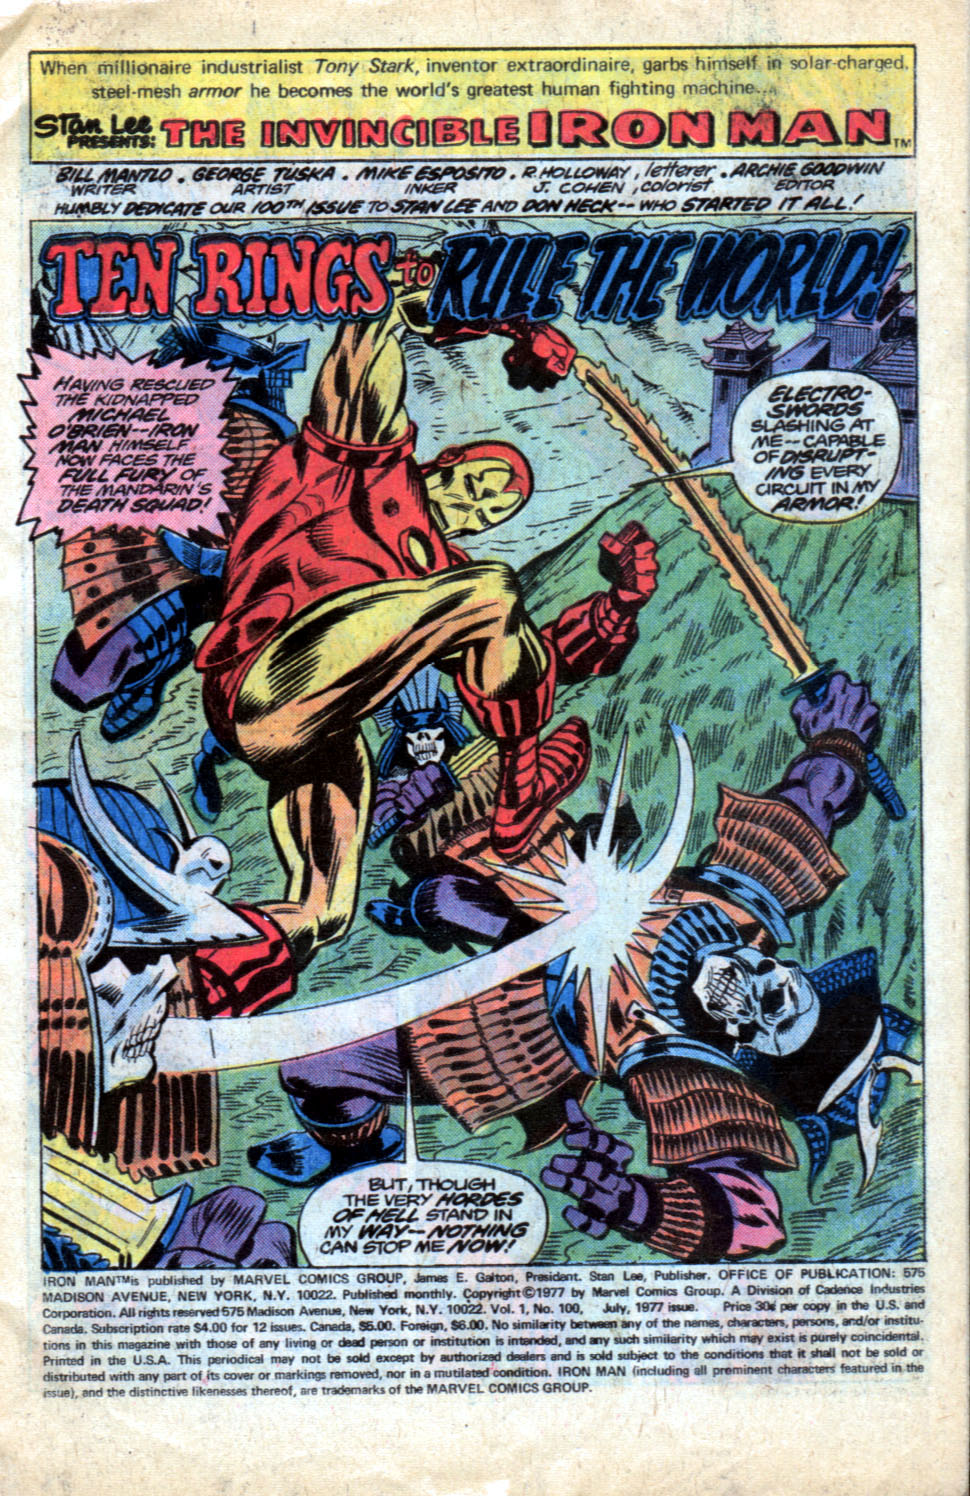 When millionaire industrialist Tony Stark, inventor extraordinaire, garbs himself in solar-charged,
steel-mesh armor he becomes the world's greatest human fighting machine...
STAN LEE
PRESENTS:
THE INVINCIBLE IRON MAN™
BILL MANTLO . GEORGE TUSKA . MIKE ESPOSITO . R. HOLLOWAY, letterer . ARCHIE GOODWIN
WRITER ARTIST INKER J. COHEN, colorist EDITOR
HUMBLY DEDICATE OUR 100TH ISSUE TO STAN LEE AND DON HECK -- WHO STARTED IT ALL!
TEN RINGS to RULE THE WORLD!
HAVING RESCUED
THE KIDNAPPED
MICHAEL
O'BRIEN -- IRON
MAN HIMSELF
NOW FACES THE
FULL FURY OF
THE MANDARIN'S
DEATH SQUAD!
ELECTRO-
SWORDS
SLASHING AT
ME -- CAPABLE
OF DISRUPT-
ING EVERY
CIRCUIT IN MY
ARMOR!
BUT, THOUGH
THE VERY HORDES
OF HELL STAND IN
MY WAY -- NOTHING
CAN STOP ME NOW!
IRON MAN™ is published by MARVEL COMICS GROUP, James E. Galton, President. Stan Lee, Publisher. OFFICE OF PUBLICATION: 575
MADISON AVENUE, NEW YORK, N.Y. 10022. Published monthly. Copyright ©1977 by Marvel Comics Group. A Division of Cadence Industries
Corporation. All rights reserved 575 Madison Avenue, New York, N.Y. 10022. Vol. 1, No. 100, July, 1977 issue. Price 30¢ per copy in the U.S. and
Canada. Subscription rate $4.00 for 12 issues. Canada, $5.00. Foreign, $6.00. No similarity between any of the names, characters, persons, and/or institu-
tions in this magazine with those of any living or dead person or institution is intended, and any such similarity which may exist is purely coincidental.
Printed in the U.S.A. This periodical may not be sold except by authorized dealers and is sold subject to the conditions that it shall not be sold or
distributed with any part of its cover or markings removed, nor in a mutilated condition. IRON MAN (including all prominent characters featured in the
issue), and the distinctive likenesses thereof, are trademarks of the MARVEL COMICS GROUP.